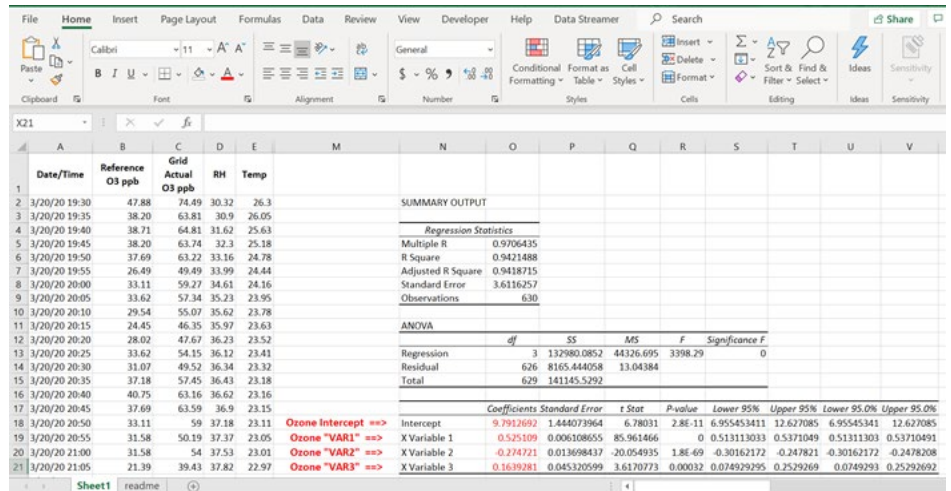 File Home Insert Page Layout Formulas Data Review View Developer Help Data Streamer Search Share
Paste
Calibri 11 A A
B I U A
General
$ % 9
Conditional Formatting
Format as Table
Cell Styles
Insert
Delete
Format
Sort & Filter
Find & Select
Ideas
Sensitivity
Clipboard Font Alignment Number Styles Cells Editing Ideas Sensitivity
X21 fx
A B C D E M N O P Q R S T U V
1 Date/Time Reference O3 ppb Grid Actual O3 ppb RH Temp
2 3/20/20 19:30 47.88 74.49 30.32 26.3 SUMMARY OUTPUT
3 3/20/20 19:35 38.20 63.81 30.9 26.05
4 3/20/20 19:40 38.71 64.81 31.62 25.63 Regression Statistics
5 3/20/20 19:45 38.20 63.74 32.3 25.18 Multiple R 0.9706435
6 3/20/20 19:50 37.69 63.22 33.16 24.78 R Square 0.9421488
7 3/20/20 19:55 26.49 49.49 33.99 24.44 Adjusted R Square 0.9418715
8 3/20/20 20:00 33.11 59.27 34.61 24.16 Standard Error 3.6116257
9 3/20/20 20:05 33.62 57.34 35.23 23.95 Observations 630
10 3/20/20 20:10 29.54 55.07 35.62 23.78
11 3/20/20 20:15 24.45 46.35 35.97 23.63 ANOVA
12 3/20/20 20:20 28.02 47.67 36.23 23.52 df SS MS F Significance F
13 3/20/20 20:25 33.62 54.15 36.12 23.41 Regression 3 132980.0852 44326.695 3398.29 0
14 3/20/20 20:30 31.07 49.52 36.34 23.32 Residual 626 8165.444058 13.04384
15 3/20/20 20:35 37.18 57.45 36.43 23.18 Total 629 141145.5292
16 3/20/20 20:40 40.75 63.16 36.62 23.16
17 3/20/20 20:45 37.69 63.59 36.9 23.15 Coefficients Standard Error t Stat P-value Lower 95% Upper 95% Lower 95.0% Upper 95.0%
18 3/20/20 20:50 33.11 59 37.18 23.11 Ozone Intercept ==> Intercept 9.7912692 1.444073964 6.78031 2.8E-11 6.955453411 12.627085 6.95545341 12.627085
19 3/20/20 20:55 31.58 50.19 37.37 23.05 Ozone "VAR1" ==> X Variable 1 0.525109 0.006108655 85.961466 0 0.513113033 0.5371049 0.51311303 0.53710491
20 3/20/20 21:00 31.58 54 37.53 23.01 Ozone "VAR2" ==> X Variable 2 -0.274721 0.013698437 -20.054935 1.8E-69 -0.30162172 -0.247821 -0.30162172 -0.2478208
21 3/20/20 21:05 21.39 39.43 37.82 22.97 Ozone "VAR3" ==> X Variable 3 0.1639281 0.045320599 3.6170773 0.00032 0.074929295 0.2529269 0.0749293 0.25292692
Sheet1 readme